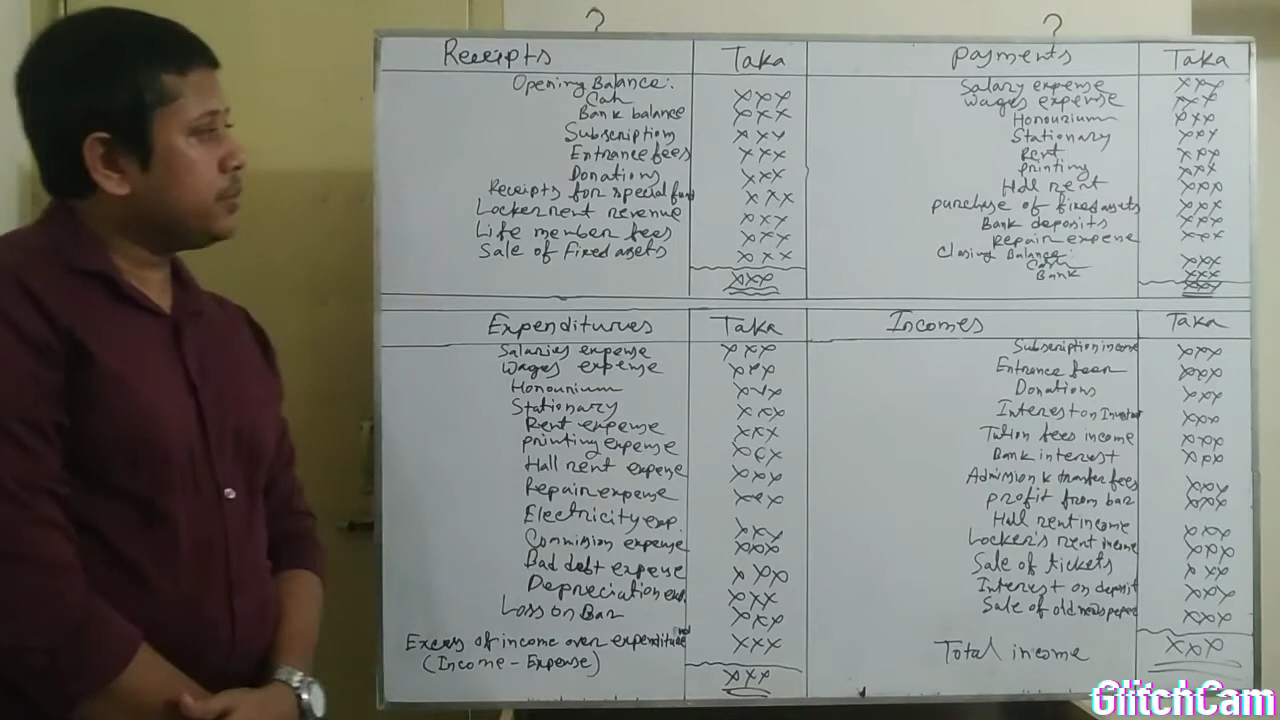 Receipts Taka Payments Taka
Opening Balance: Salary expense xxx
Cash xxx Wages expense xxx
Bank balance xxx Honourium xxx
Subscription xxx Stationary xxx
Entrance fees xxx Rent xxx
Donations xxx printing xxx
Receipts for special fund xxx Hall rent xxx
Locker rent revenue xxx purchase of fixed assets xxx
Life member fees xxx Bank deposits xxx
Sale of Fixed assets xxx Repair expense xxx
Closing Balance:
Cash xxx
Bank xxx
xxx xxx
Expenditures Taka Incomes Taka
Salaries expense xxx Subscription income xxx
Wages expense xxx Entrance fees xxx
Honourium xxx Donations xxx
Stationary xxx Interest on Invest xxx
Rent expense xxx Tution fees income xxx
printing expense xxx Bank interest xxx
Hall rent expense xxx Admission & transfer fees xxx
Repair expense xxx profit from bar xxx
Electricity exp. xxx Hall rent income xxx
Commission expense xxx Locker's rent income xxx
Bad debt expense xxx Sale of tickets xxx
Depreciation exp. xxx Interest on deposit xxx
Loss on Bar xxx Sale of old news paper xxx
Excess of income over expenditure xxx
(Income - Expense) Total income xxx
xxx
GlitchCam